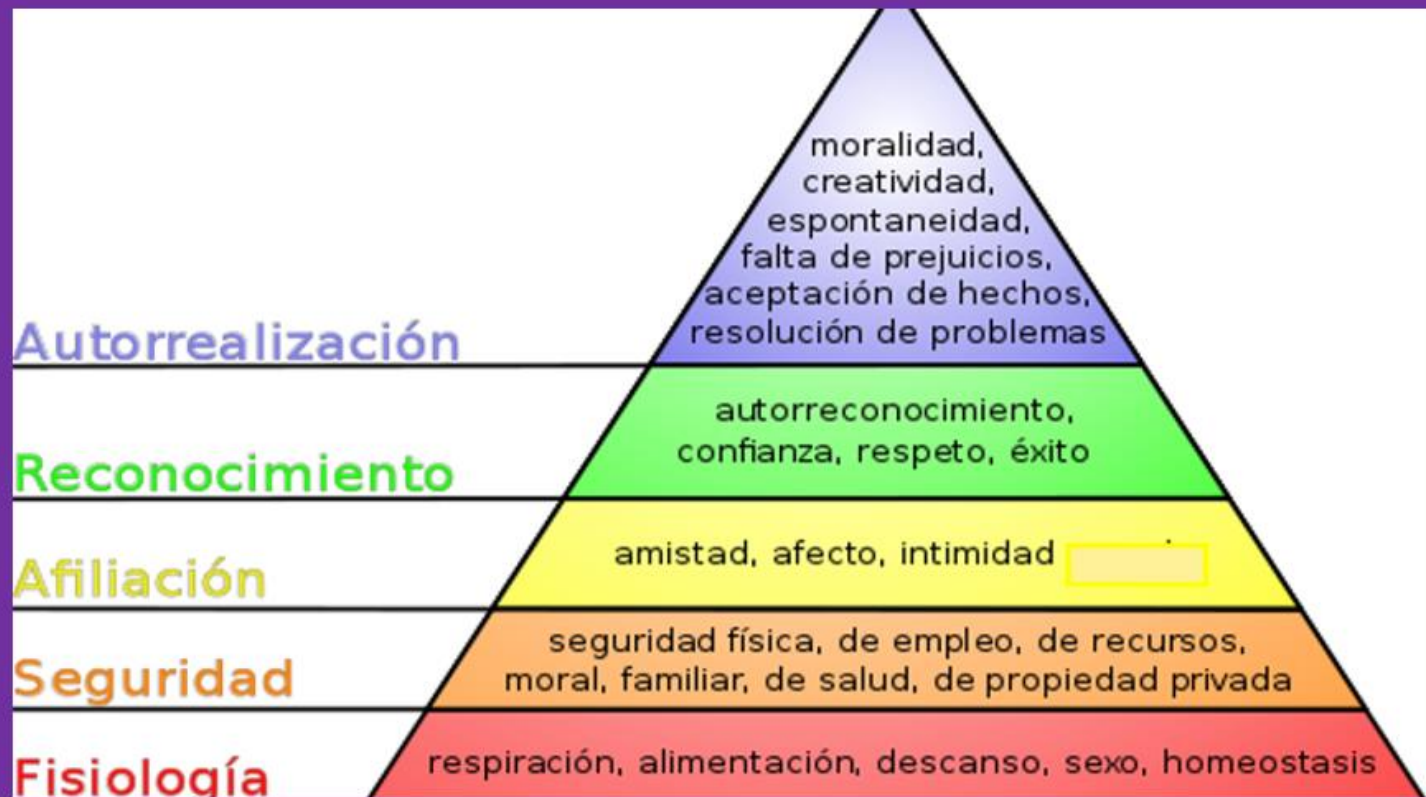 moralidad,
creatividad,
espontaneidad,
falta de prejuicios,
aceptación de hechos,
resolución de problemas
Autorrealización
autorreconocimiento,
confianza, respeto, éxito
Reconocimiento
amistad, afecto, intimidad
Afiliación
seguridad física, de empleo, de recursos,
moral, familiar, de salud, de propiedad privada
Seguridad
respiración, alimentación, descanso, sexo, homeostasis
Fisiología